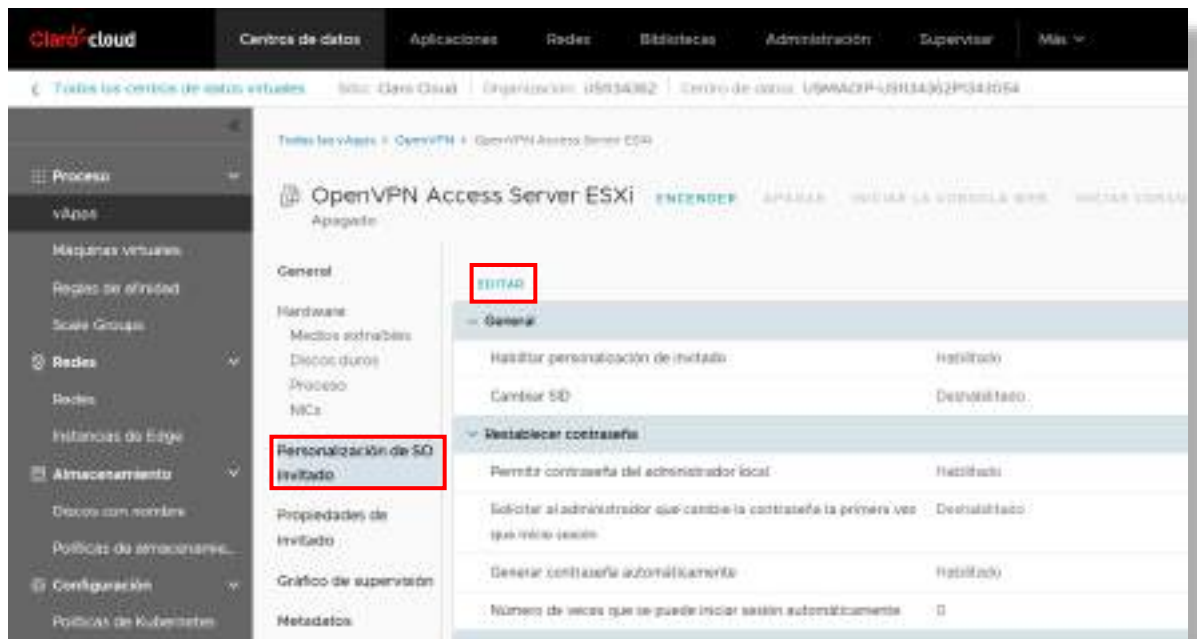 Claro cloud
Centros de datos Aplicaciones Redes Bibliotecas Administración Supervisar Más
Todos los centros de datos virtuales Sitio: Claro Cloud Organización: Centro de datos:
Todas las vApps OpenVPN OpenVPN Access Server ESXi
Proceso
OpenVPN Access Server ESXi ENCENDER APAGAR INICIAR LA CONSOLA WEB INICIAR
vApps
Apagado
Máquinas virtuales
General
EDITAR
Reglas de afinidad
Hardware
General
Scale Groups
Medios extraíbles
Redes
Discos duros
Habilitar personalización de invitado Habilitado
Proceso
Redes
NICs
Cambiar SID Deshabilitado
Instancias de Edge
Restablecer contraseña
Personalización de SO
invitado
Almacenamiento
Permitir contraseña del administrador local Habilitado
Discos con nombre
Propiedades de
invitado
Solicitar al administrador que cambie la contraseña la primera vez
que inicie sesión
Deshabilitado
Políticas de almacenamie...
Configuración
Gráfico de supervisión
Generar contraseña automáticamente Habilitado
Políticas de Kubernetes
Metadatos
Número de veces que se puede iniciar sesión automáticamente 0